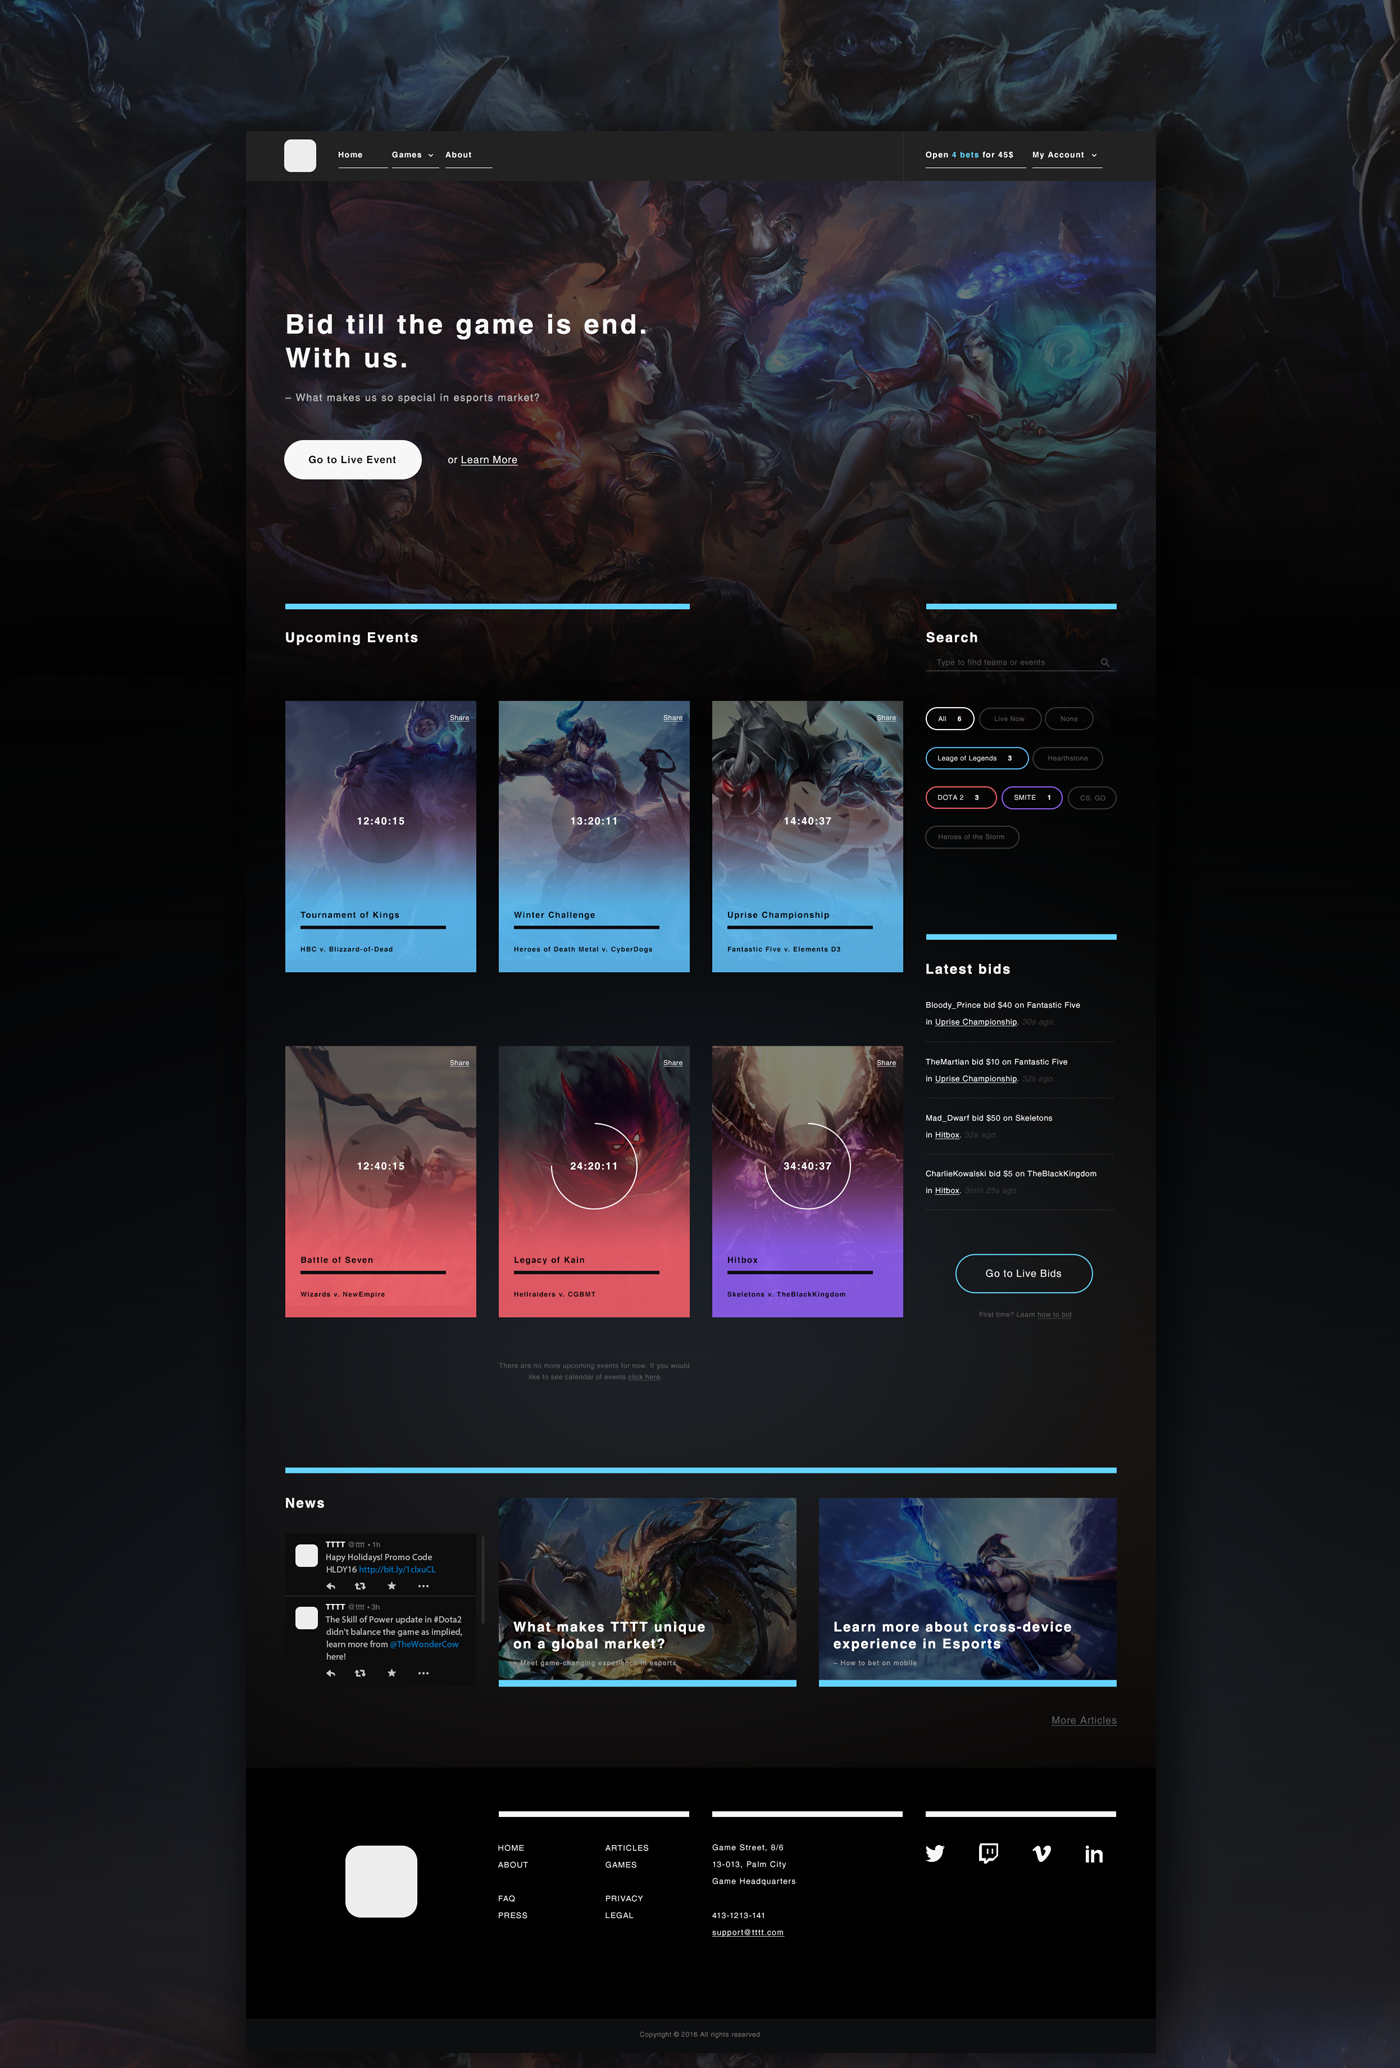 Home
Games
About
Open 4 bets for 45$
My Account
Bid till the game is end.
With us.
– What makes us so special in esports market?
Go to Live Event
or Learn More
Upcoming Events
Share
12:40:15
Tournament of Kings
HBC v. Blizzard-of-Dead
Share
13:20:11
Winter Challenge
Heroes of Death Metal v. CyberDogs
Share
14:40:37
Uprise Championship
Fantastic Five v. Elements D3
Share
12:40:15
Battle of Seven
Wizards v. NewEmpire
Share
24:20:11
Legacy of Kain
Hellraiders v. CGBMT
Share
34:40:37
Hitbox
Skeletons v. TheBlackKingdom
There are no more upcoming events for now. If you would
like to see calendar of events click here.
Search
Type to find teams or events
All 6
Live Now
None
Leage of Legends 3
Hearthstone
DOTA 2 3
SMITE 1
CS: GO
Heroes of the Storm
Latest bids
Bloody_Prince bid $40 on Fantastic Five
in Uprise Championship. 30s ago.
TheMartian bid $10 on Fantastic Five
in Uprise Championship. 32s ago.
Mad_Dwarf bid $50 on Skeletons
in Hitbox. 32s ago.
CharlieKowalski bid $5 on TheBlackKingdom
in Hitbox. 3min 25s ago.
Go to Live Bids
First time? Learn how to bid
News
TTTT @tttt • 1h
Hapy Holidays! Promo Code
HLDY16 http://bit.ly/1clxuCL
TTTT @tttt • 3h
The Skill of Power update in #Dota2
didn't balance the game as implied,
learn more from @TheWonderCow
here!
What makes TTTT unique
on a global market?
– Meet game-changing experience in esports
Learn more about cross-device
experience in Esports
– How to bet on mobile
More Articles
HOME
ABOUT
FAQ
PRESS
ARTICLES
GAMES
PRIVACY
LEGAL
Game Street, 8/6
13-013, Palm City
Game Headquarters
413-1213-141
support@tttt.com
Copyright © 2016 All rights reserved